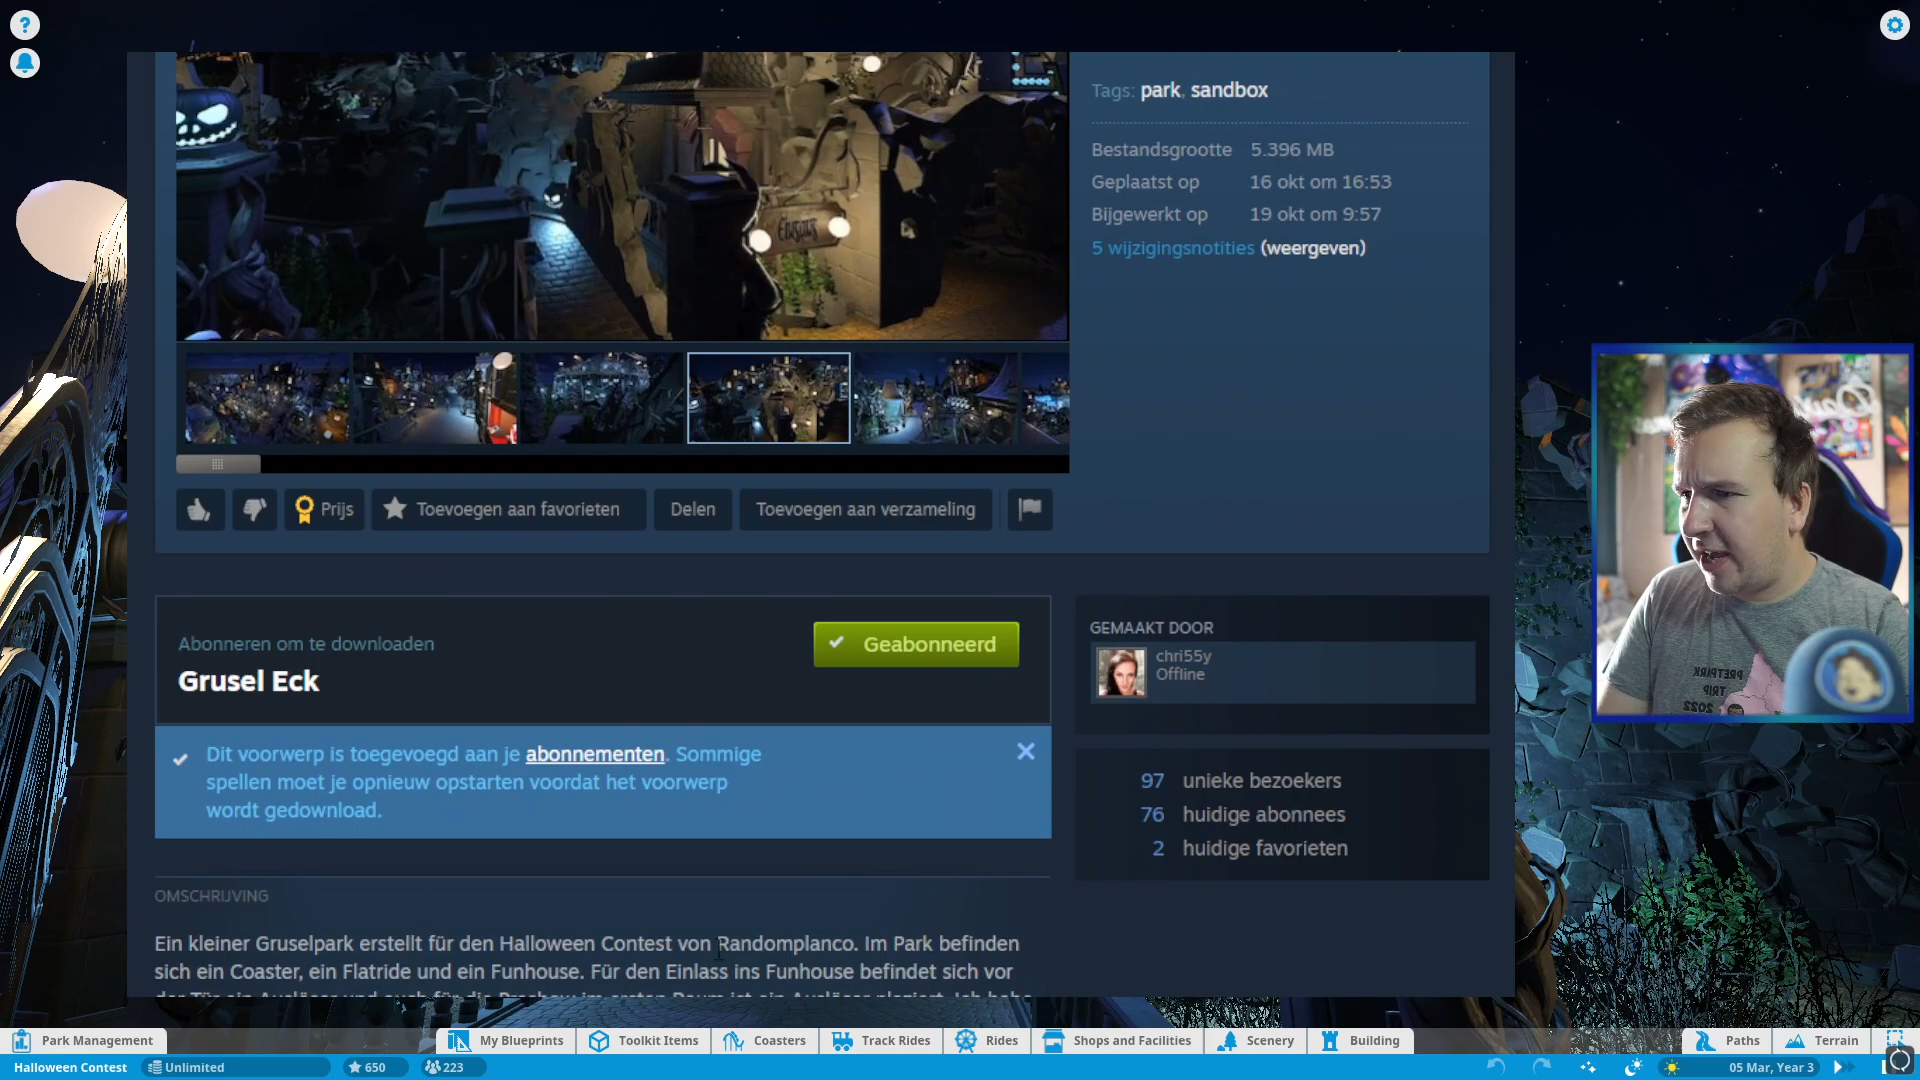 Tags: park, sandbox
Bestandsgrootte 5.396 MB
Geplaatst op 16 okt om 16:53
Bijgewerkt op 19 okt om 9:57
5 wijzigingsnotities (weergeven)
Prijs
Toevoegen aan favorieten
Delen
Toevoegen aan verzameling
Abonneren om te downloaden
Grusel Eck
Geabonneerd
Dit voorwerp is toegevoegd aan je abonnementen. Sommige
spellen moet je opnieuw opstarten voordat het voorwerp
wordt gedownload.
GEMAAKT DOOR
chri55y
Offline
97 unieke bezoekers
76 huidige abonnees
2 huidige favorieten
PRETPARK
TRIP
2022
OMSCHRIJVING
Ein kleiner Gruselpark erstellt für den Halloween Contest von Randomplanco. Im Park befinden
sich ein Coaster, ein Flatride und ein Funhouse. Für den Einlass ins Funhouse befindet sich vor
Park Management
My Blueprints
Toolkit Items
Coasters
Track Rides
Rides
Shops and Facilities
Scenery
Building
Paths
Terrain
Halloween Contest
Unlimited
650
223
05 Mar, Year 3